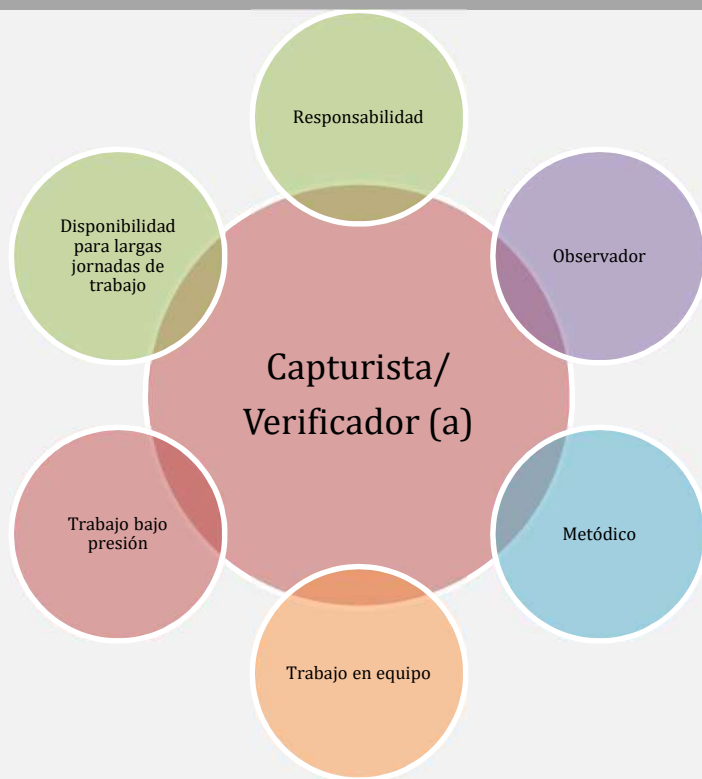 Responsabilidad
Disponibilidad
para largas
jornadas de
trabajo
Observador
Capturista/
Verificador (a)
Trabajo bajo
presión
Metódico
Trabajo en equipo